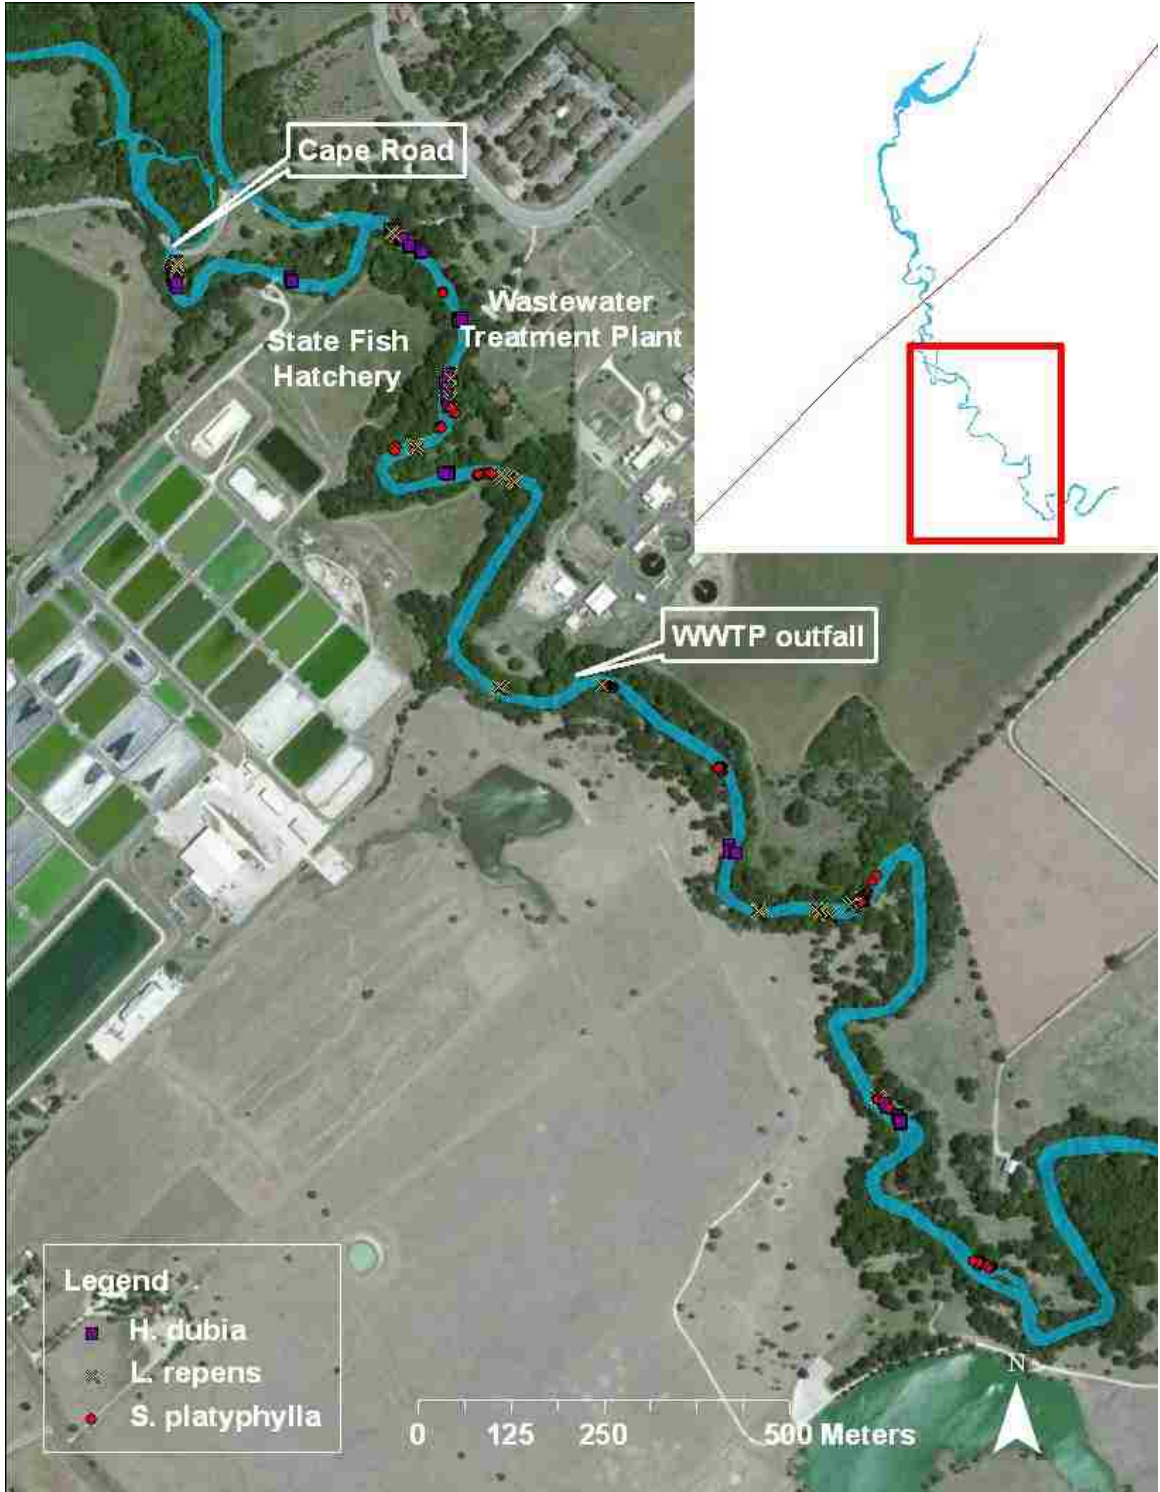 Cape Road
Wastewater
Treatment Plant
State Fish
Hatchery
WWTP outfall
Legend
H. dubia
L. repens
S. platyphylla
N
0 125 250 500 Meters